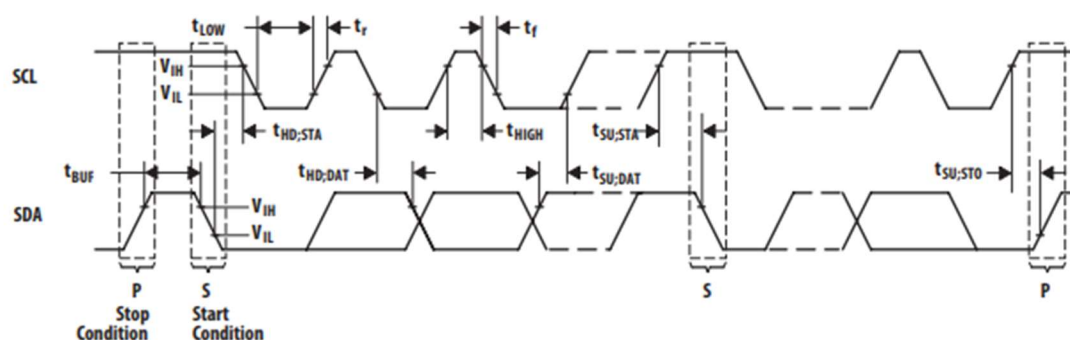 tLOW
tr
tf
SCL
VIH
VIL
tHD;STA
tHIGH
tSU;STA
tBUF
tHD;DAT
tSU;DAT
tSU;STO
SDA
VIH
VIL
P
S
S
P
Stop
Condition
Start
Condition